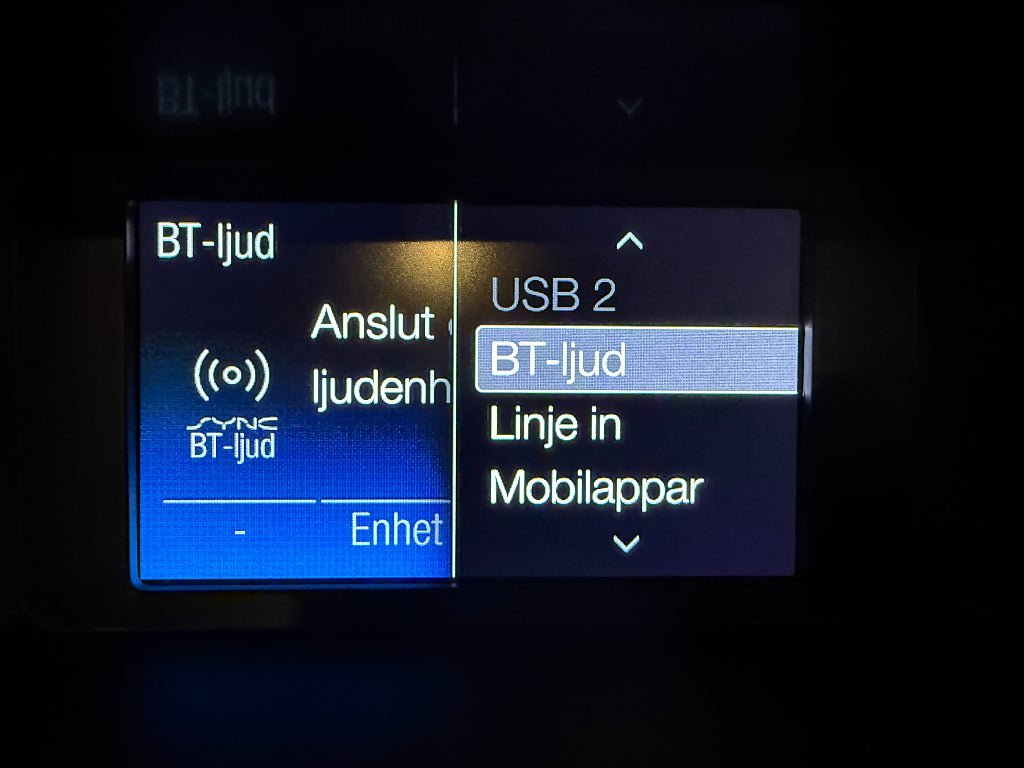 BT-ljud
Anslut
ljudenh
SYNC
BT-ljud
-
Enhet
USB 2
BT-ljud
Linje in
Mobilappar